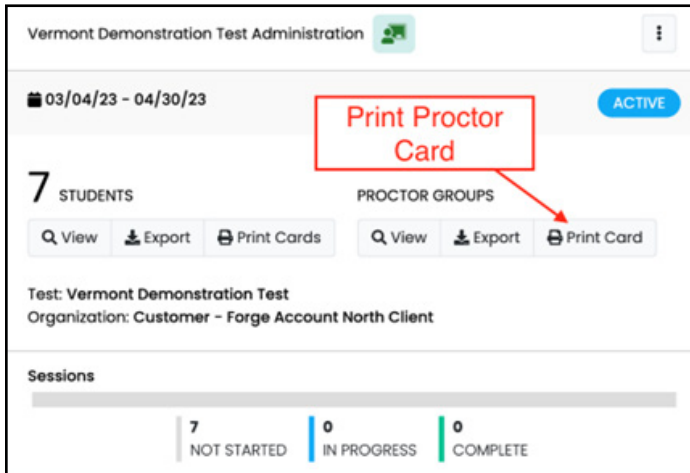 Vermont Demonstration Test Administration
03/04/23 - 04/30/23
ACTIVE
Print Proctor
Card
7 STUDENTS
PROCTOR GROUPS
View Export Print Cards
View Export Print Card
Test: Vermont Demonstration Test
Organization: Customer - Forge Account North Client
Sessions
7
NOT STARTED
0
IN PROGRESS
0
COMPLETE